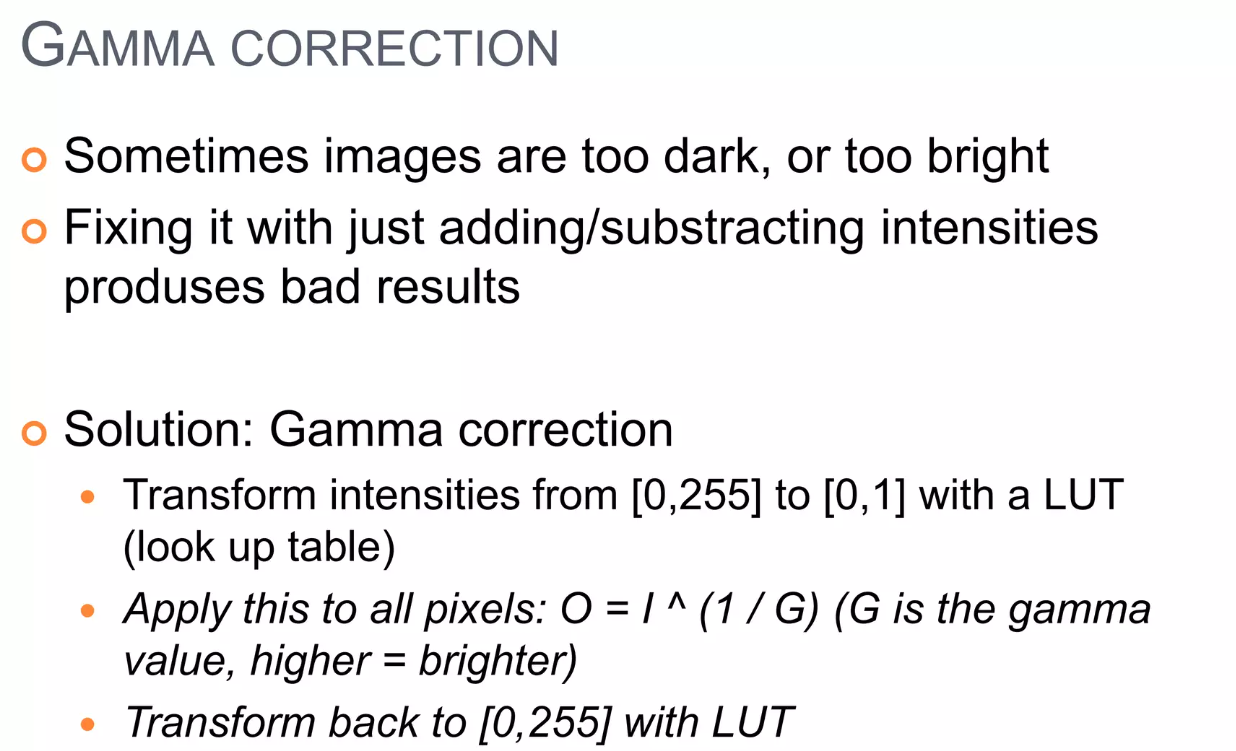 GAMMA CORRECTION
Sometimes images are too dark, or too bright
Fixing it with just adding/substracting intensities
produses bad results
Solution: Gamma correction
Transform intensities from [0,255] to [0,1] with a LUT
(look up table)
Apply this to all pixels: O = I ^ (1 / G) (G is the gamma
value, higher = brighter)
Transform back to [0,255] with LUT